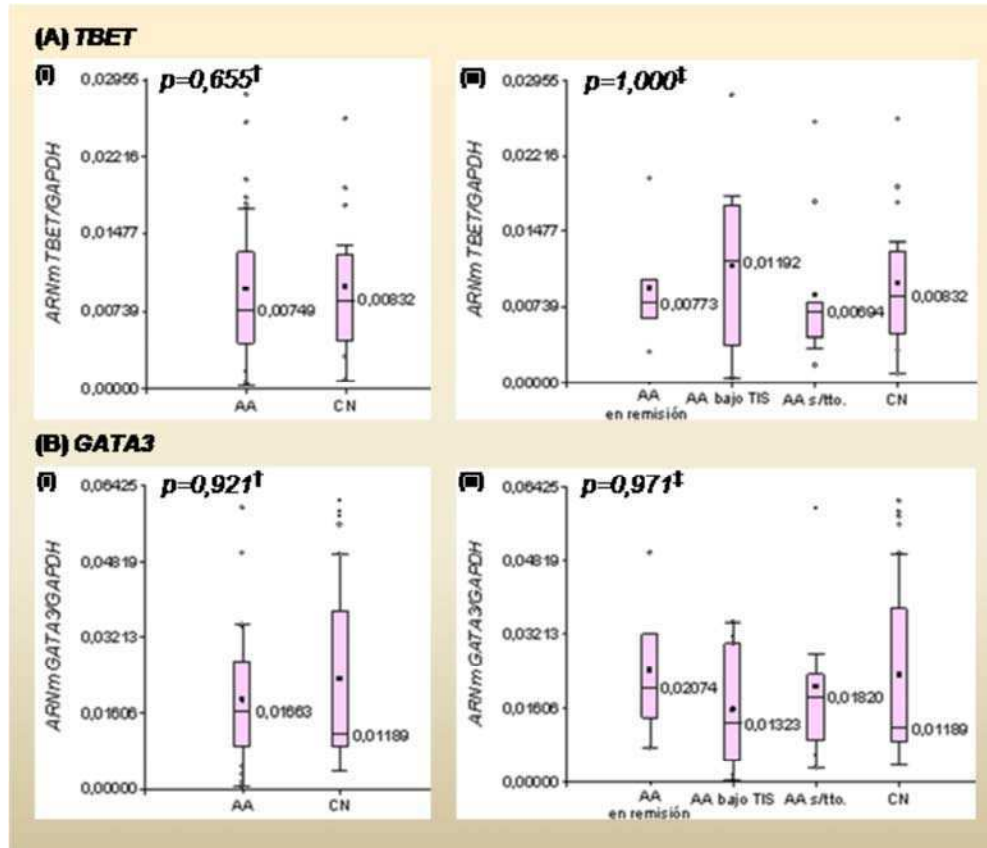 (A) TBET
(i) p=0,655†
ARNm TBET/GAPDH
0,02955
0,02216
0,01477
0,00739
0,00000
0,00749
0,00832
AA CN
(ii) p=1,000‡
ARNm TBET/GAPDH
0,02955
0,02216
0,01477
0,00739
0,00000
0,00773
0,01192
0,00694
0,00832
AA AA bajo TIS AA s/tto. CN
en remisión
(B) GATA3
(i) p=0,921†
ARNm GATA3/GAPDH
0,06425
0,04819
0,03213
0,01606
0,00000
0,01663
0,01189
AA CN
(ii) p=0,971‡
ARNm GATA3/GAPDH
0,06425
0,04819
0,03213
0,01606
0,00000
0,02074
0,01323
0,01820
0,01189
AA AA bajo TIS AA s/tto. CN
en remisión